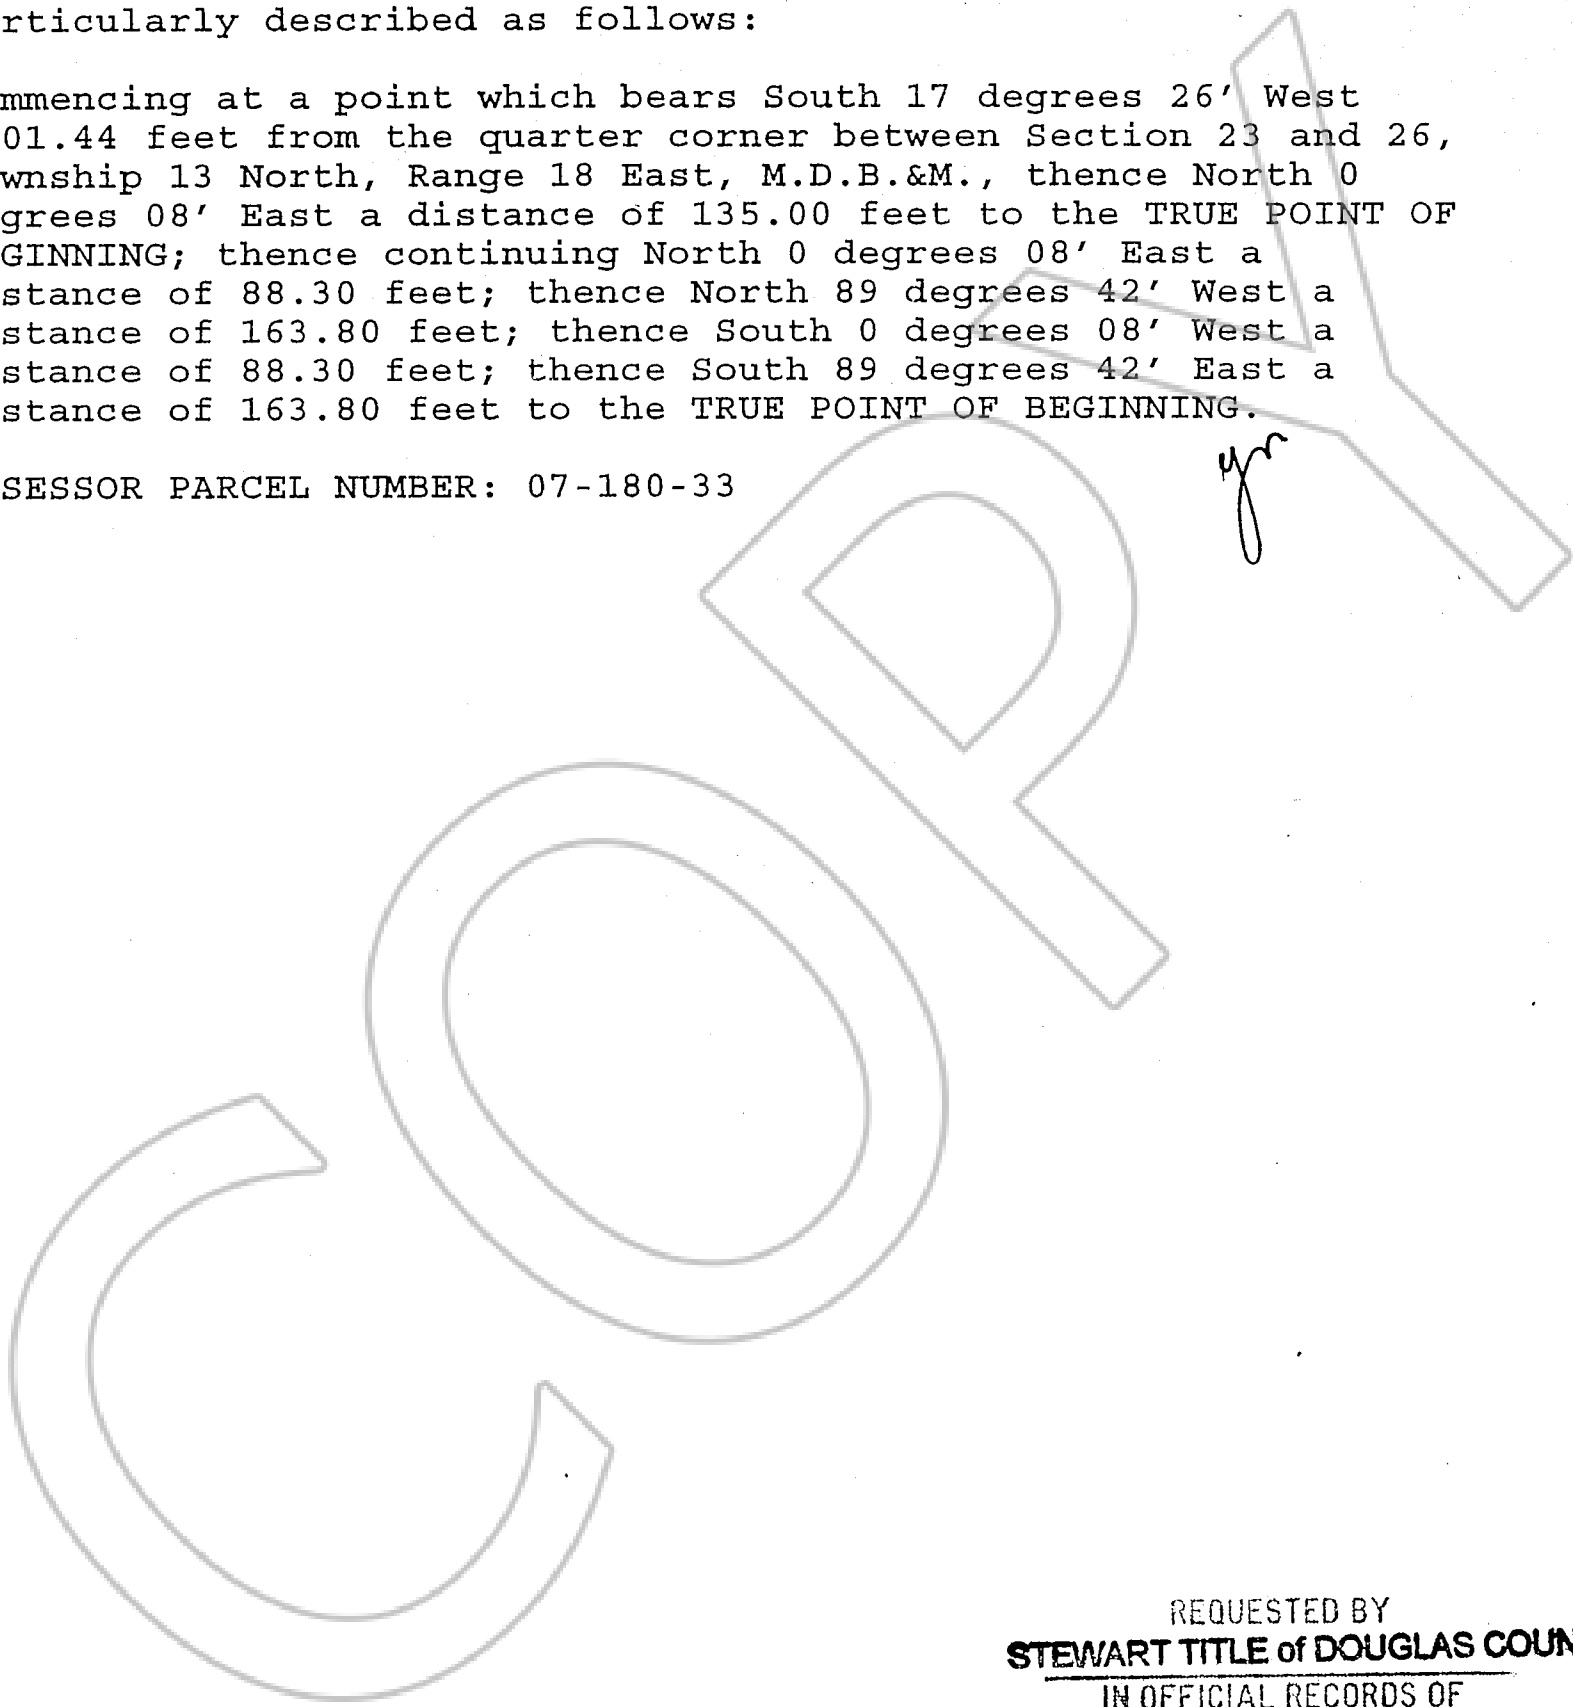 rticularly described as follows:
mmencing at a point which bears South 17 degrees 26' West
01.44 feet from the quarter corner between Section 23 and 26,
wnship 13 North, Range 18 East, M.D.B.&M., thence North 0
grees 08' East a distance of 135.00 feet to the TRUE POINT OF
GINNING; thence continuing North 0 degrees 08' East a
stance of 88.30 feet; thence North 89 degrees 42' West a
stance of 163.80 feet; thence South 0 degrees 08' West a
stance of 88.30 feet; thence South 89 degrees 42' East a
stance of 163.80 feet to the TRUE POINT OF BEGINNING.
SESSOR PARCEL NUMBER: 07-180-33
COPY
REQUESTED BY
STEWART TITLE of DOUGLAS COUN
IN OFFICIAL RECORDS OF